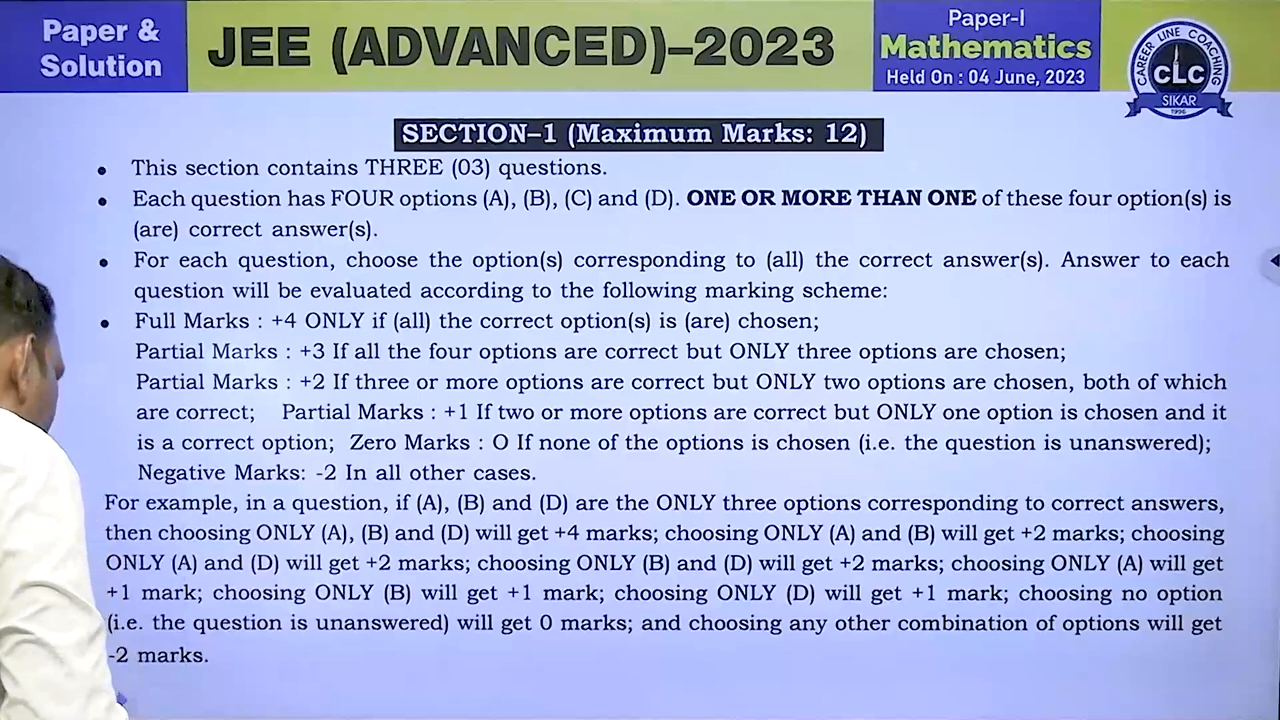 Paper &
Solution
JEE (ADVANCED)–2023
Paper-I
Mathematics
Held On : 04 June, 2023
CAREER LINE COACHING
CLC
SIKAR
1996
SECTION–1 (Maximum Marks: 12)
• This section contains THREE (03) questions.
• Each question has FOUR options (A), (B), (C) and (D). ONE OR MORE THAN ONE of these four option(s) is
(are) correct answer(s).
• For each question, choose the option(s) corresponding to (all) the correct answer(s). Answer to each
question will be evaluated according to the following marking scheme:
• Full Marks : +4 ONLY if (all) the correct option(s) is (are) chosen;
Partial Marks : +3 If all the four options are correct but ONLY three options are chosen;
Partial Marks : +2 If three or more options are correct but ONLY two options are chosen, both of which
are correct; Partial Marks : +1 If two or more options are correct but ONLY one option is chosen and it
is a correct option; Zero Marks : O If none of the options is chosen (i.e. the question is unanswered);
Negative Marks: -2 In all other cases.
For example, in a question, if (A), (B) and (D) are the ONLY three options corresponding to correct answers,
then choosing ONLY (A), (B) and (D) will get +4 marks; choosing ONLY (A) and (B) will get +2 marks; choosing
ONLY (A) and (D) will get +2 marks; choosing ONLY (B) and (D) will get +2 marks; choosing ONLY (A) will get
+1 mark; choosing ONLY (B) will get +1 mark; choosing ONLY (D) will get +1 mark; choosing no option
(i.e. the question is unanswered) will get 0 marks; and choosing any other combination of options will get
-2 marks.